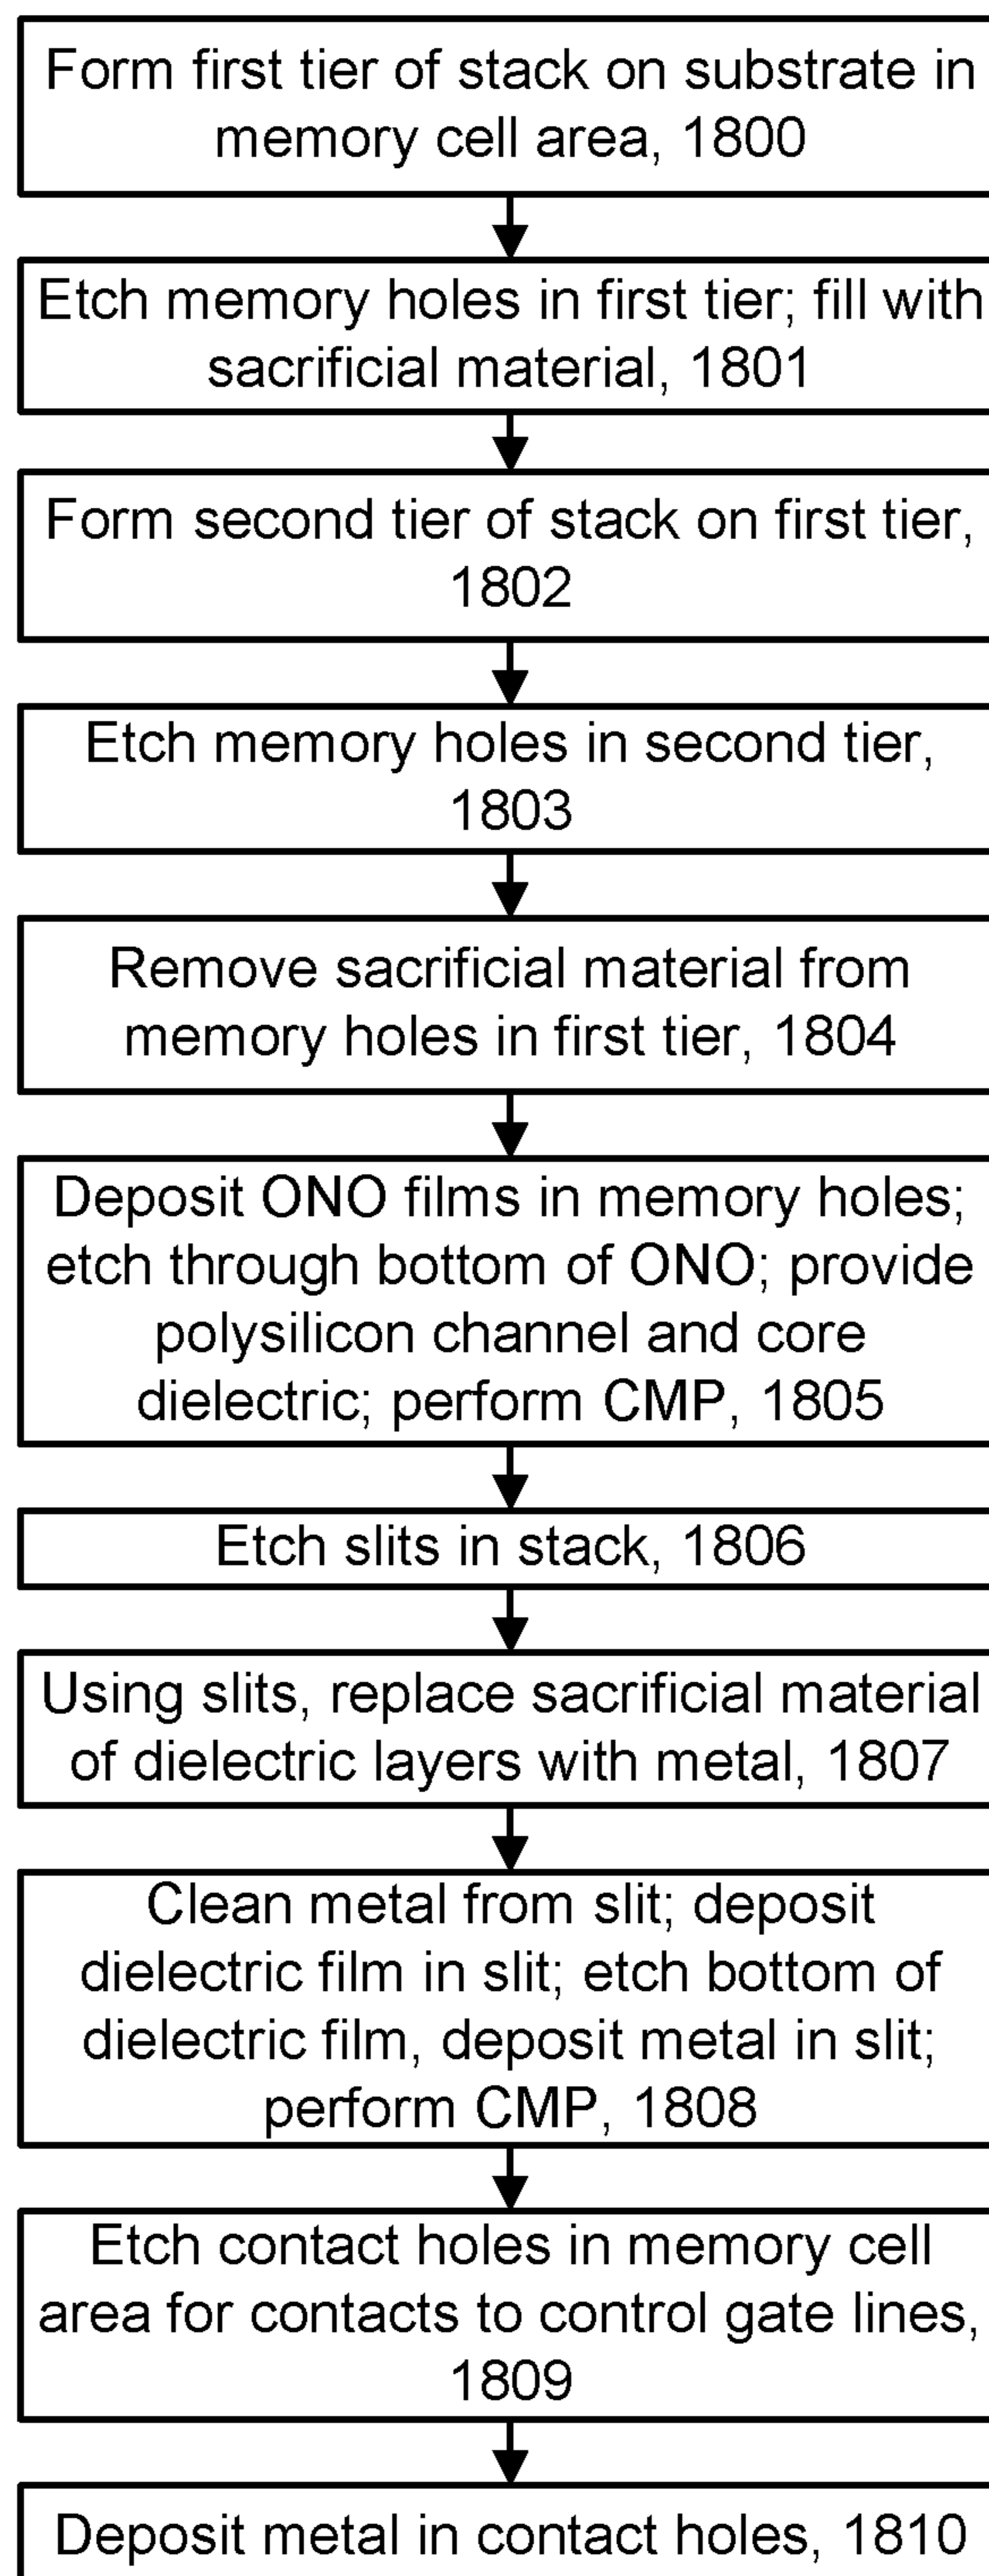 Form first tier of stack on substrate in
memory cell area, 1800
Etch memory holes in first tier; fill with
sacrificial material, 1801
Form second tier of stack on first tier,
1802
Etch memory holes in second tier,
1803
Remove sacrificial material from
memory holes in first tier, 1804
Deposit ONO films in memory holes;
etch through bottom of ONO; provide
polysilicon channel and core
dielectric; perform CMP, 1805
Etch slits in stack, 1806
Using slits, replace sacrificial material
of dielectric layers with metal, 1807
Clean metal from slit; deposit
dielectric film in slit; etch bottom of
dielectric film, deposit metal in slit;
perform CMP, 1808
Etch contact holes in memory cell
area for contacts to control gate lines,
1809
Deposit metal in contact holes, 1810